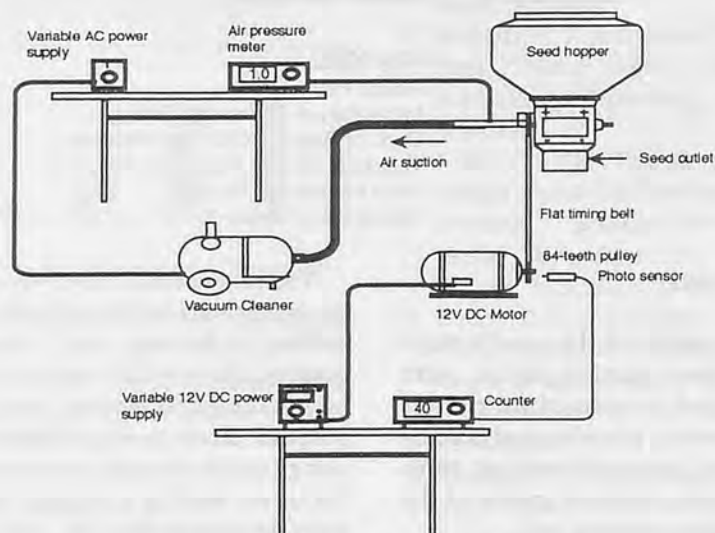 Variable AC power
supply
Air pressure
meter
1.0
Seed hopper
Air suction
Seed outlet
Flat timing belt
84-teeth pulley
Photo sensor
Vacuum Cleaner
12V DC Motor
Variable 12V DC power
supply
Counter
40